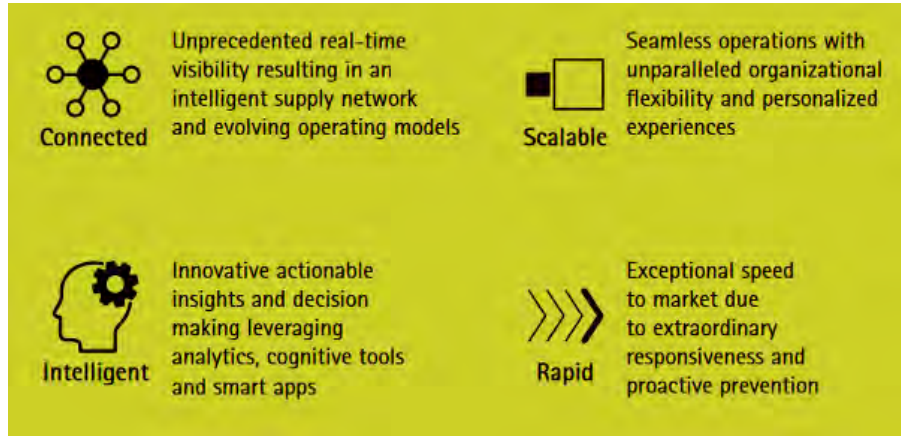 Connected
Unprecedented real-time
visibility resulting in an
intelligent supply network
and evolving operating models
Scalable
Seamless operations with
unparalleled organizational
flexibility and personalized
experiences
Intelligent
Innovative actionable
insights and decision
making leveraging
analytics, cognitive tools
and smart apps
Rapid
Exceptional speed
to market due
to extraordinary
responsiveness and
proactive prevention